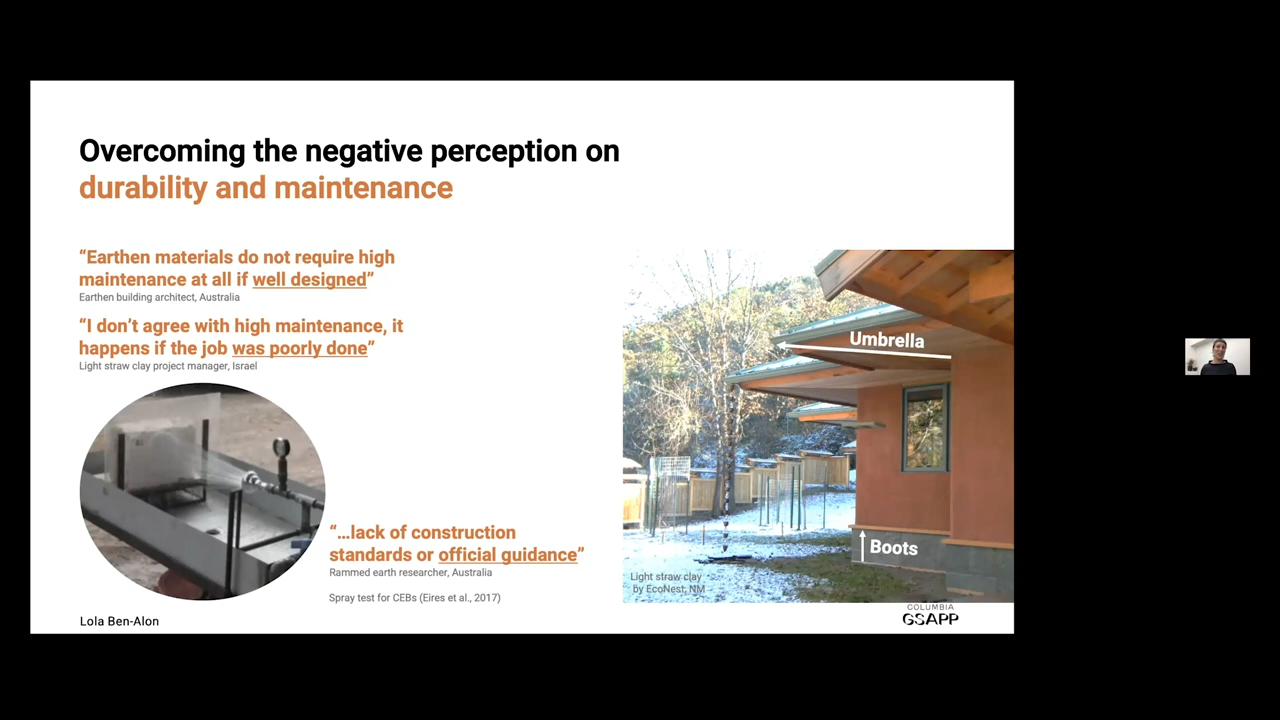 Overcoming the negative perception on
durability and maintenance
“Earthen materials do not require high
maintenance at all if well designed”
Earthen building architect, Australia
“I don’t agree with high maintenance, it
happens if the job was poorly done”
Light straw clay project manager, Israel
“...lack of construction
standards or official guidance”
Rammed earth researcher, Australia
Spray test for CEBs (Eires et al., 2017)
Umbrella
Boots
Light straw clay
by EcoNest, NM
Lola Ben-Alon
COLUMBIA
GSAPP